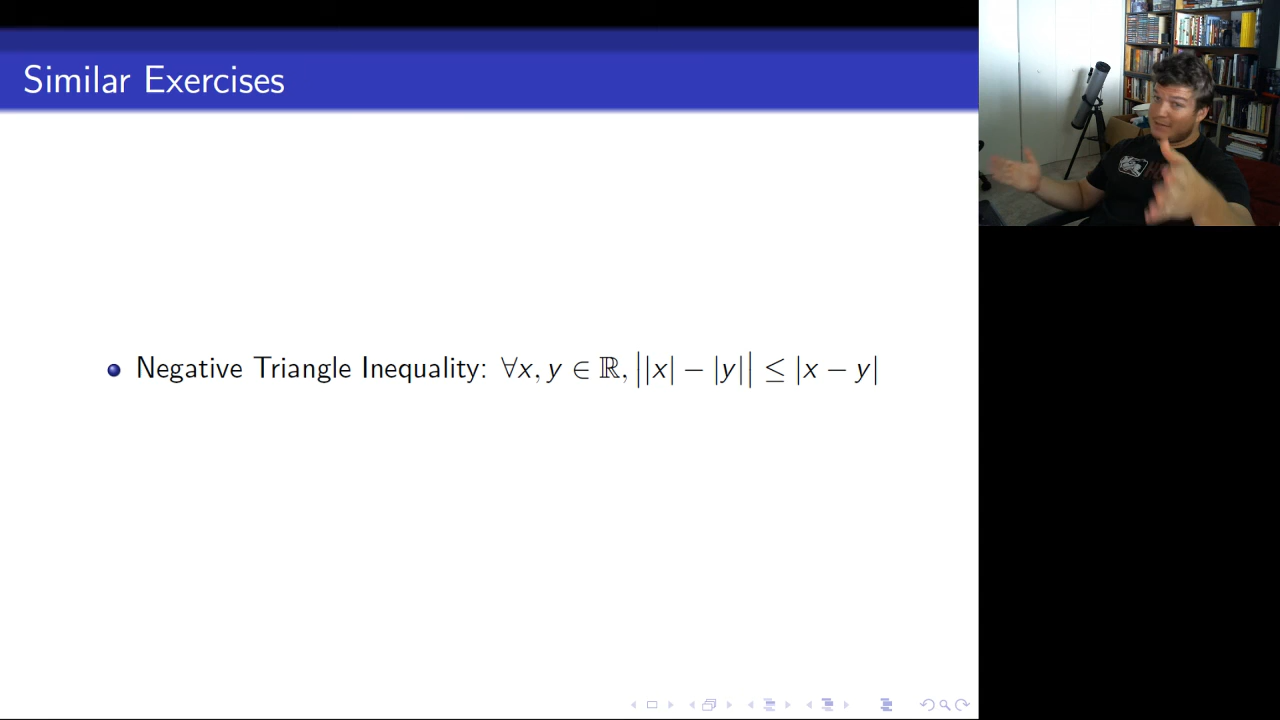 Similar Exercises
Negative Triangle Inequality: ∀x, y ∈ ℝ, ||x| − |y|| ≤ |x − y|